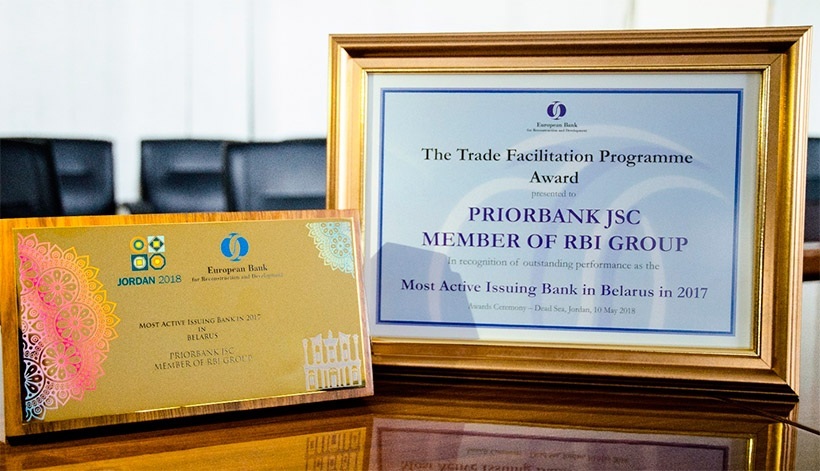 European Bank
for Reconstruction and Development
The Trade Facilitation Programme
Award
presented to
PRIORBANK JSC
MEMBER OF RBI GROUP
In recognition of outstanding performance as the
Most Active Issuing Bank in Belarus in 2017
Awards Ceremony – Dead Sea, Jordan, 10 May 2018
JORDAN 2018
European Bank
for Reconstruction and Development
MOST ACTIVE ISSUING BANK IN 2017
IN
BELARUS
PRIORBANK JSC
MEMBER OF RBI GROUP